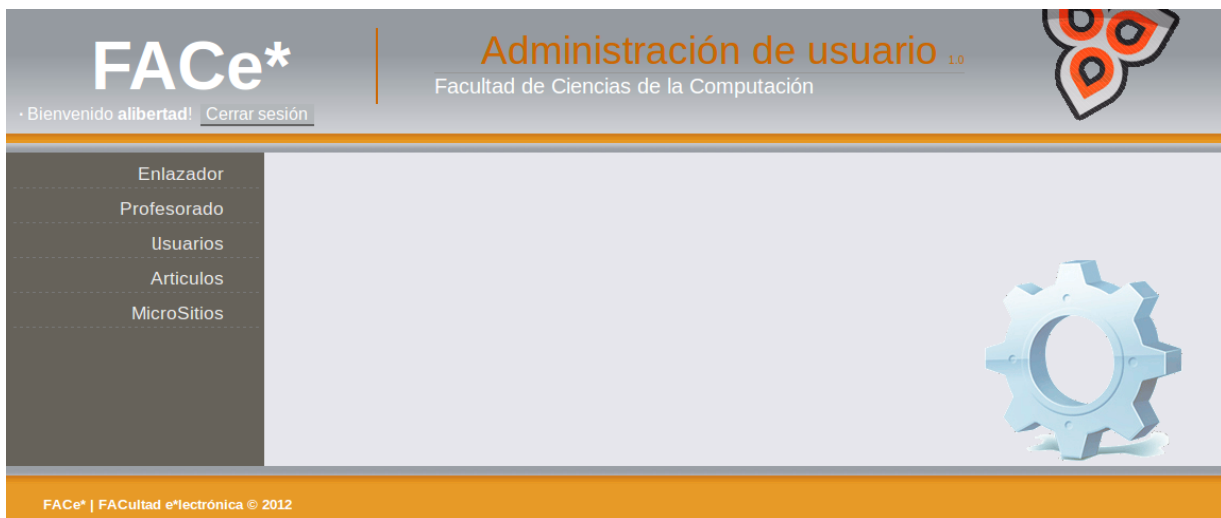 FACe*
Administración de usuario 1.0
Facultad de Ciencias de la Computación
· Bienvenido alibertad! Cerrar sesión
Enlazador
Profesorado
Usuarios
Articulos
MicroSitios
FACe* | FACultad e*lectrónica © 2012